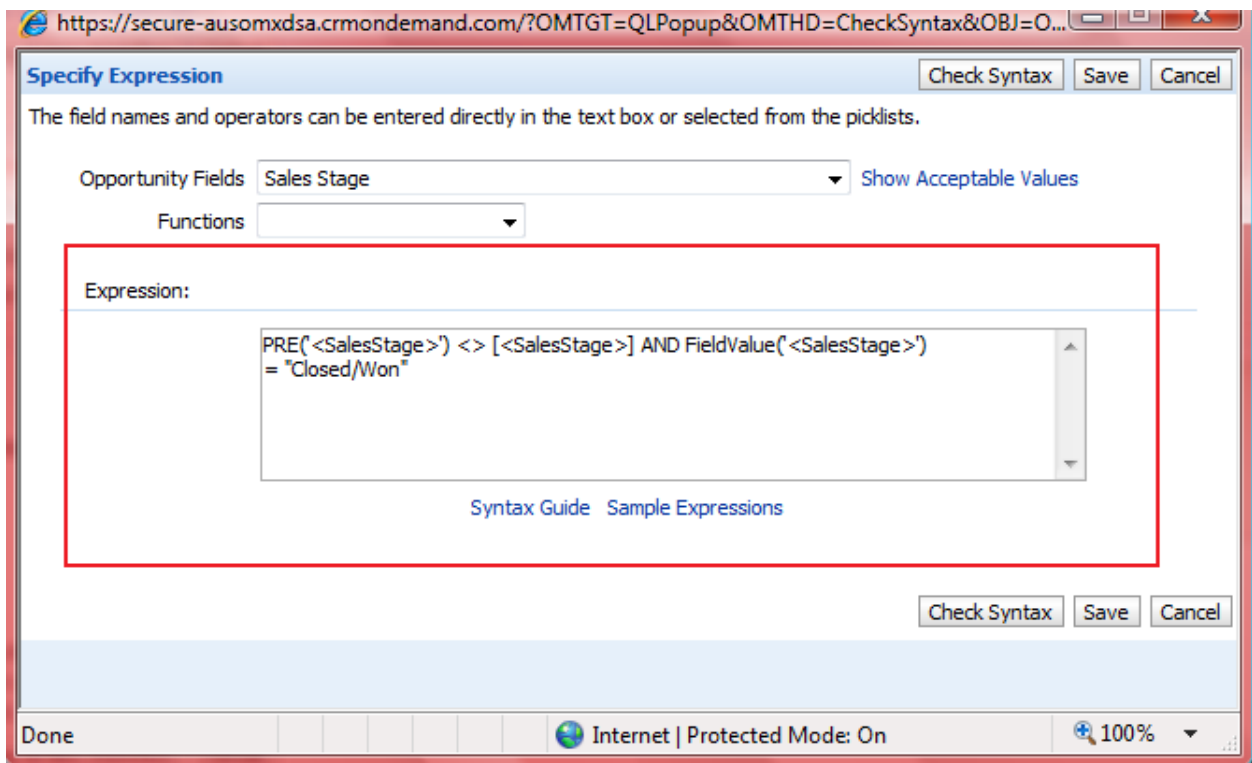 https://secure-ausomxdsa.crmondemand.com/?OMTGT=QLPopup&OMTHD=CheckSyntax&OBJ=O...
Specify Expression Check Syntax Save Cancel
The field names and operators can be entered directly in the text box or selected from the picklists.
Opportunity Fields Sales Stage Show Acceptable Values
Functions
Expression:
PRE('<SalesStage>') <> [<SalesStage>] AND FieldValue('<SalesStage>')
= "Closed/Won"
Syntax Guide Sample Expressions
Check Syntax Save Cancel
Done Internet | Protected Mode: On 100%